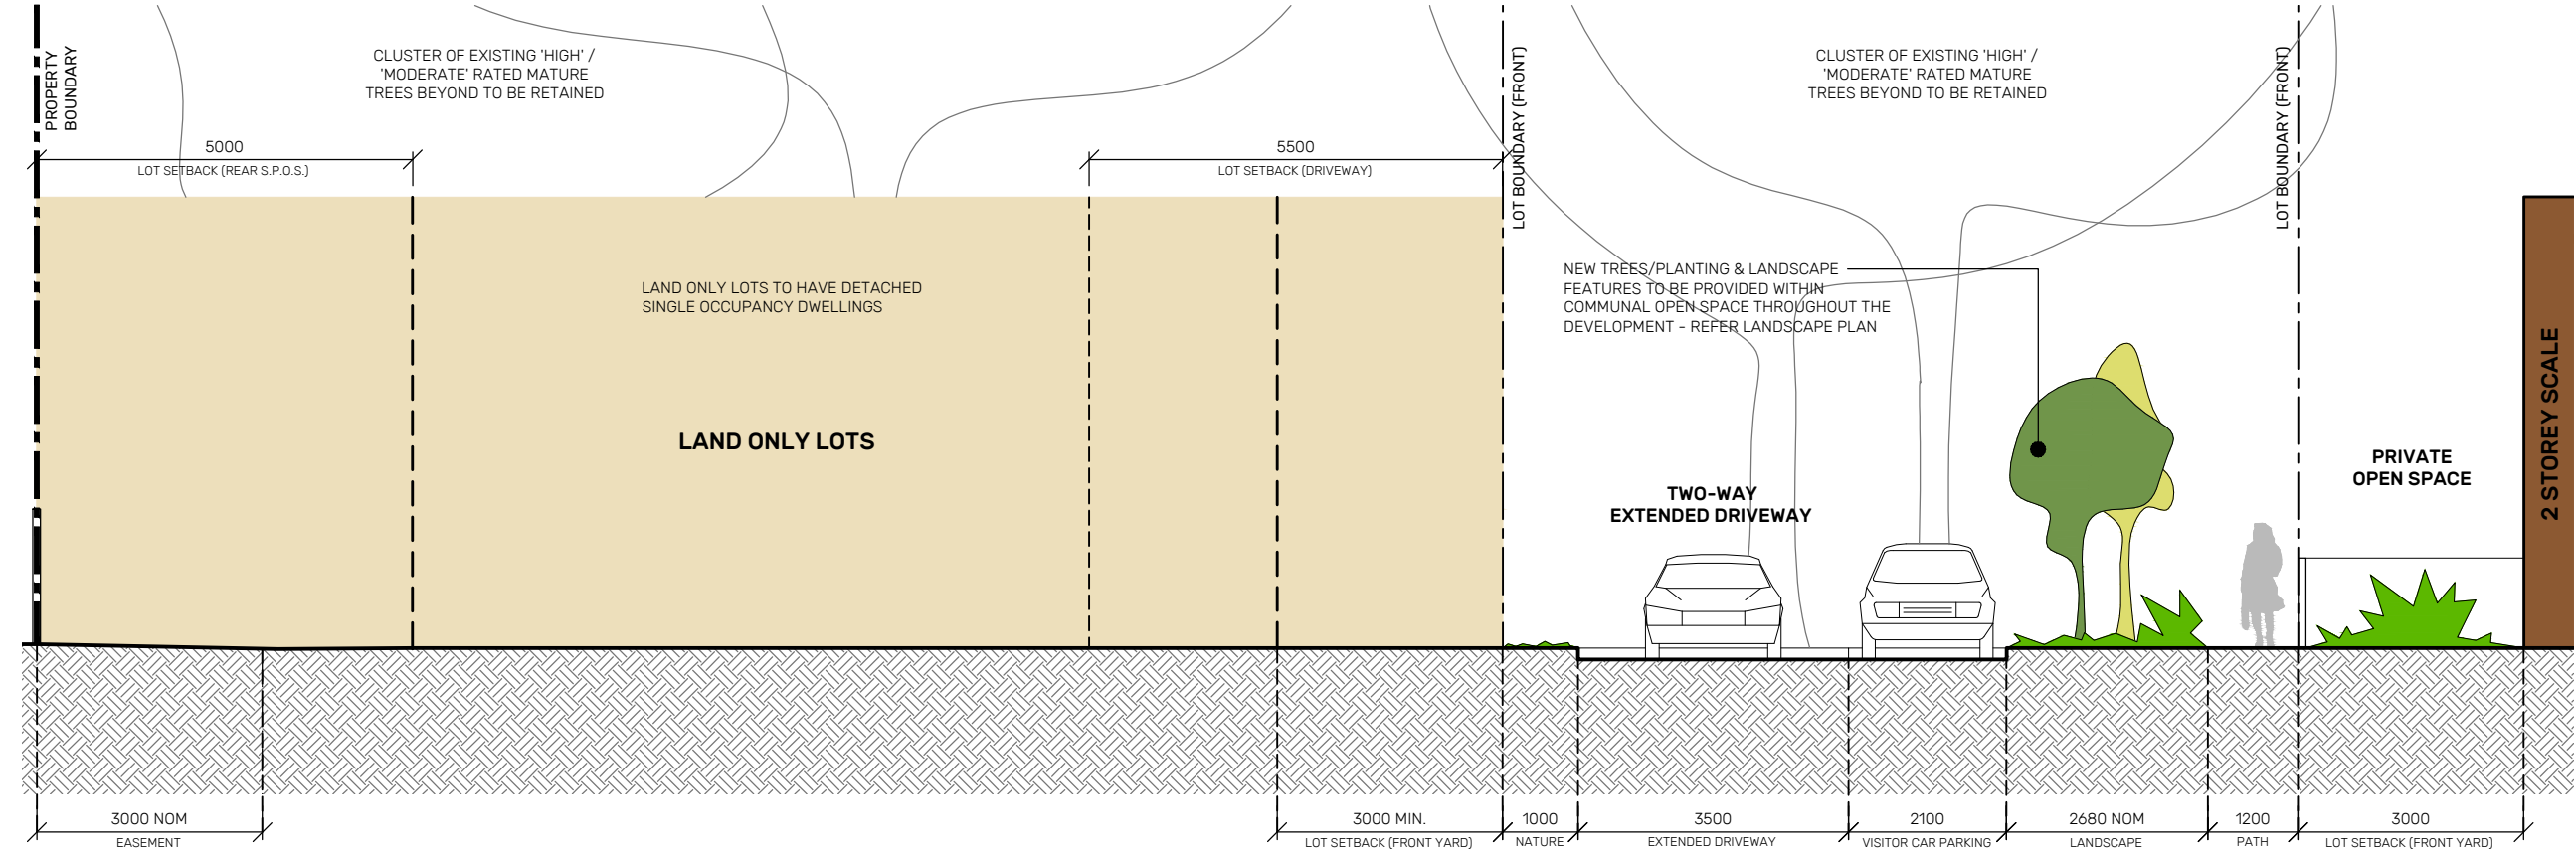 PROPERTY
BOUNDARY
CLUSTER OF EXISTING 'HIGH' /
'MODERATE' RATED MATURE
TREES BEYOND TO BE RETAINED
5000
LOT SETBACK (REAR S.P.O.S.)
5500
LOT SETBACK (DRIVEWAY)
LOT BOUNDARY (FRONT)
CLUSTER OF EXISTING 'HIGH' /
'MODERATE' RATED MATURE
TREES BEYOND TO BE RETAINED
LOT BOUNDARY (FRONT)
LAND ONLY LOTS TO HAVE DETACHED
SINGLE OCCUPANCY DWELLINGS
LAND ONLY LOTS
NEW TREES/PLANTING & LANDSCAPE
FEATURES TO BE PROVIDED WITHIN
COMMUNAL OPEN SPACE THROUGHOUT THE
DEVELOPMENT - REFER LANDSCAPE PLAN
TWO-WAY
EXTENDED DRIVEWAY
PRIVATE
OPEN SPACE
2 STOREY SCALE
3000 NOM
EASEMENT
3000 MIN.
LOT SETBACK (FRONT YARD)
1000
NATURE
3500
EXTENDED DRIVEWAY
2100
VISITOR CAR PARKING
2680 NOM
LANDSCAPE
1200
PATH
3000
LOT SETBACK (FRONT YARD)